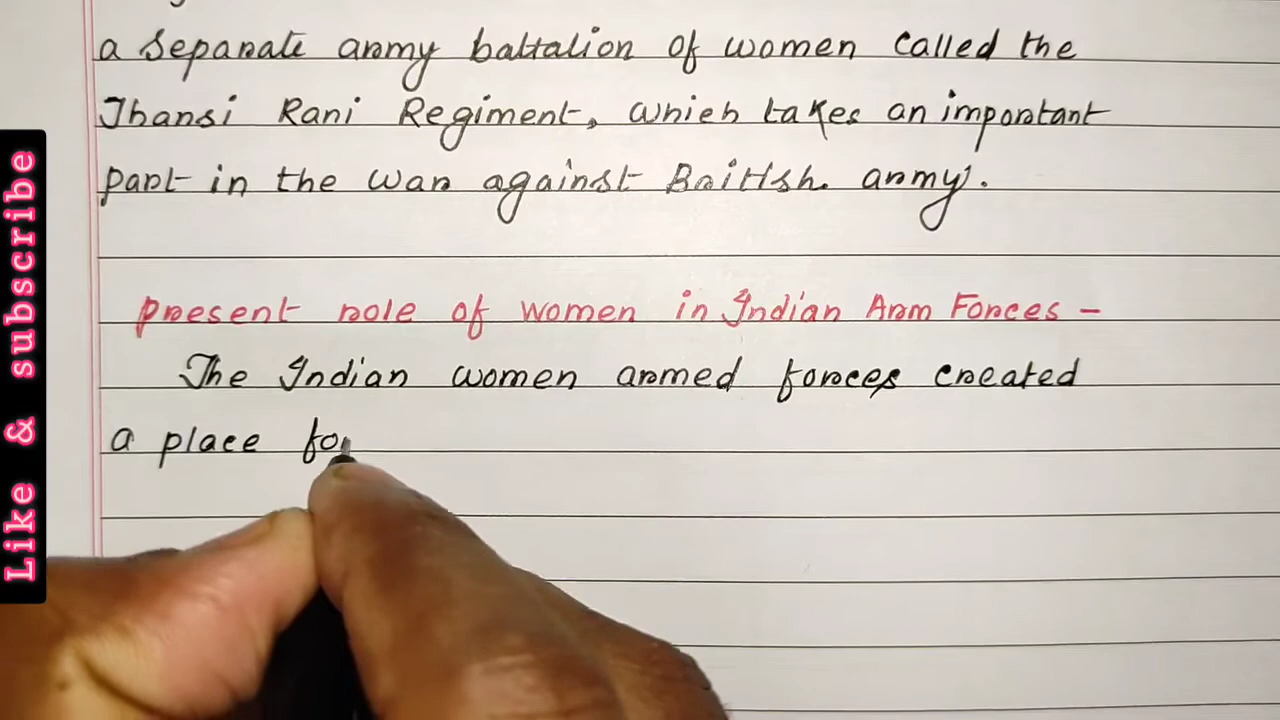 a separate army battalion of women called the
Jhansi Rani Regiment, which takes an important
part in the war against British army.
present role of women in Indian Arm Forces -
The Indian women armed forces created
a place for
Like & subscribe